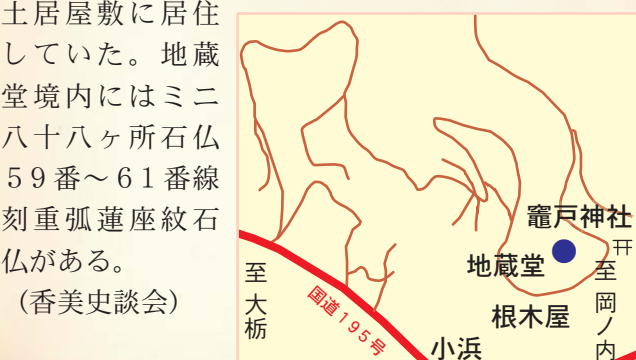 土居屋敷に居住
していた。地蔵
堂境内にはミニ
八十八ヶ所石仏
５９番～６１番線
刻重弧蓮座紋石
仏がある。
（香美史談会）
竈戸神社
地蔵堂
至岡ノ内
至大栃
国道１９５号
根木屋
小浜